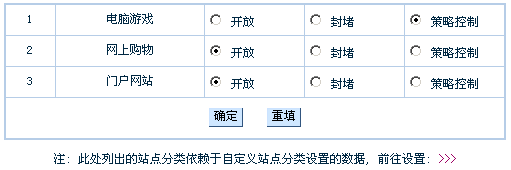 1 电脑游戏 开放 封堵 策略控制
2 网上购物 开放 封堵 策略控制
3 门户网站 开放 封堵 策略控制
确定 重填
注：此处列出的站点分类依赖于自定义站点分类设置的数据，前往设置：>>>